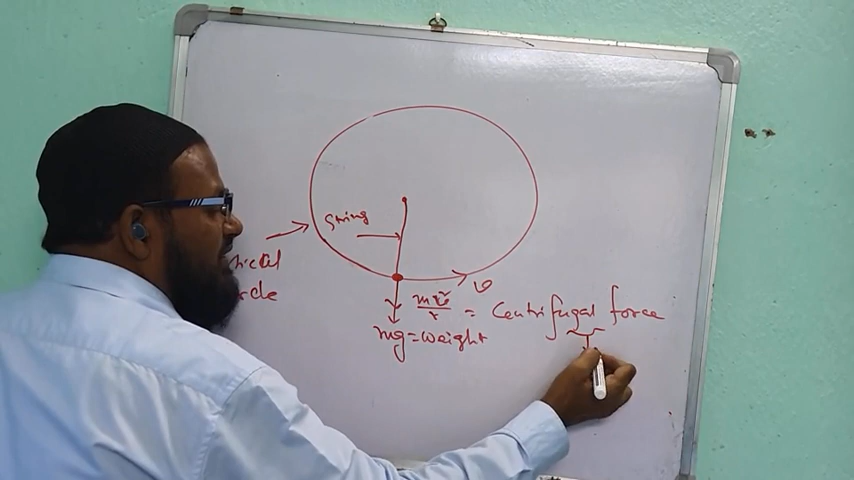 String
υ
mv²/r = Centrifugal force
mg=weight